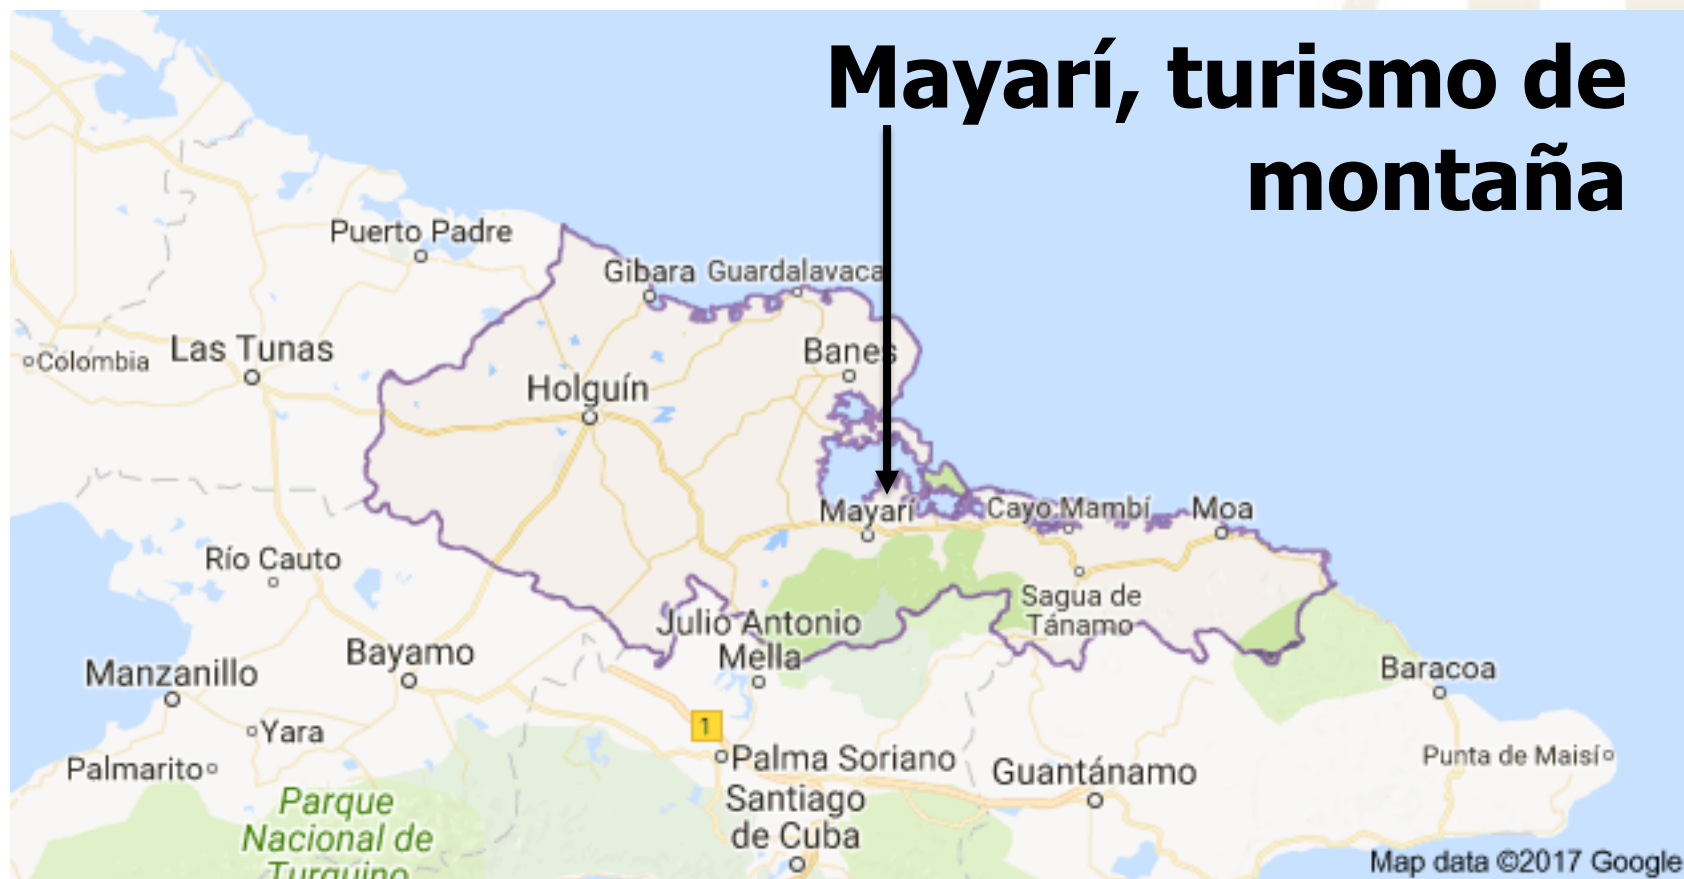 Mayarí, turismo de
montaña
Puerto Padre
Gibara
Guardalavaca
Las Tunas
Colombia
Banes
Holguín
Mayarí
Cayo Mambí
Moa
Río Cauto
Sagua de
Tánamo
Julio Antonio
Mella
Bayamo
Manzanillo
Baracoa
Yara
1
Palmarito
Palma Soriano
Punta de Maisí
Guantánamo
Parque
Nacional de
Turquino
Santiago
de Cuba
Map data ©2017 Google